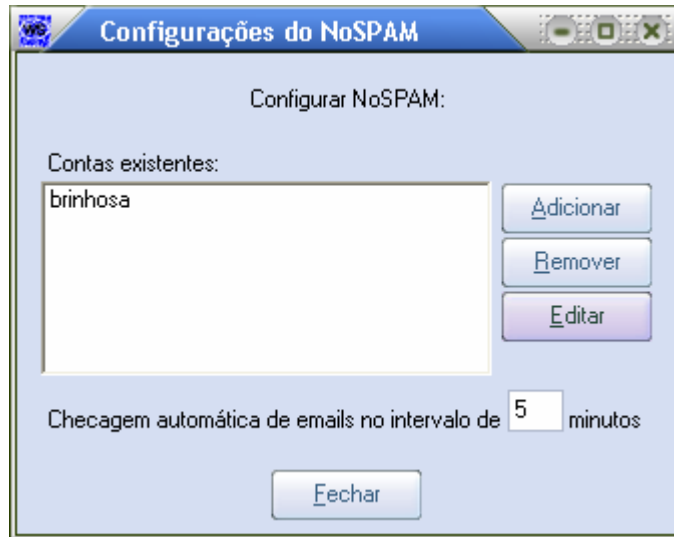 Configurações do NoSPAM
Configurar NoSPAM:
Contas existentes:
brinhosa
Adicionar
Remover
Editar
Checagem automática de emails no intervalo de 5 minutos
Fechar